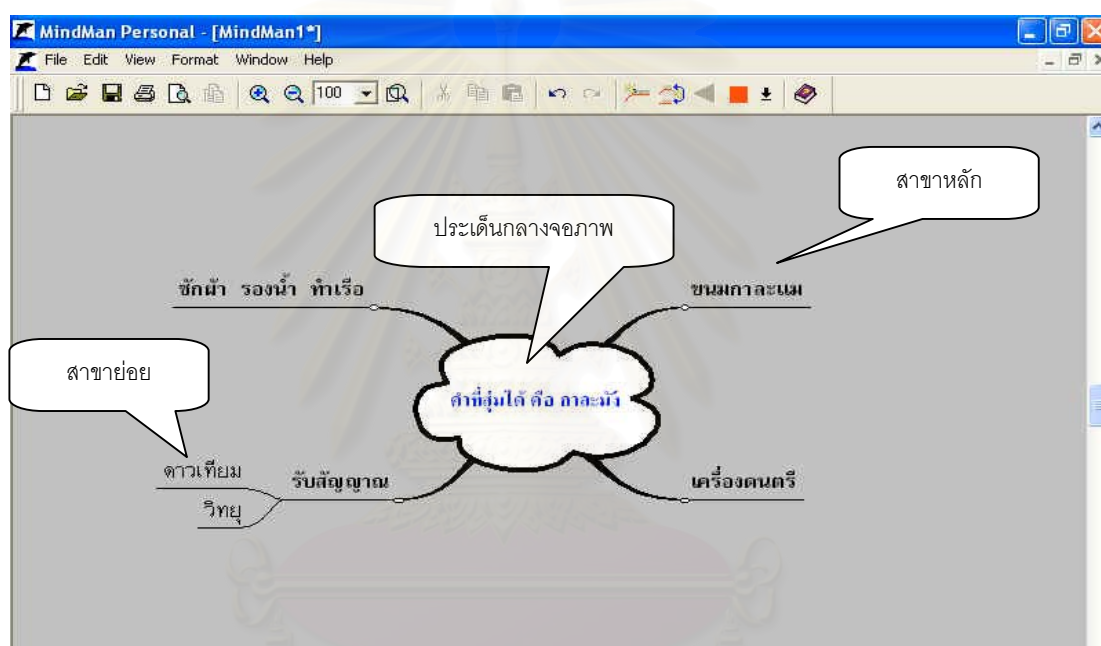 MindMan Personal - [MindMan1*]
File Edit View Format Window Help
100
สาขาหลัก
ประเด็นกลางจอภาพ
ซักผ้า รองน้ำ ทำเรือ
ขนมกาละแม
สาขาย่อย
คำที่สุ่มได้ คือ กาละมัง
ดาวเทียม
รับสัญญาณ
เครื่องดนตรี
วิทยุ